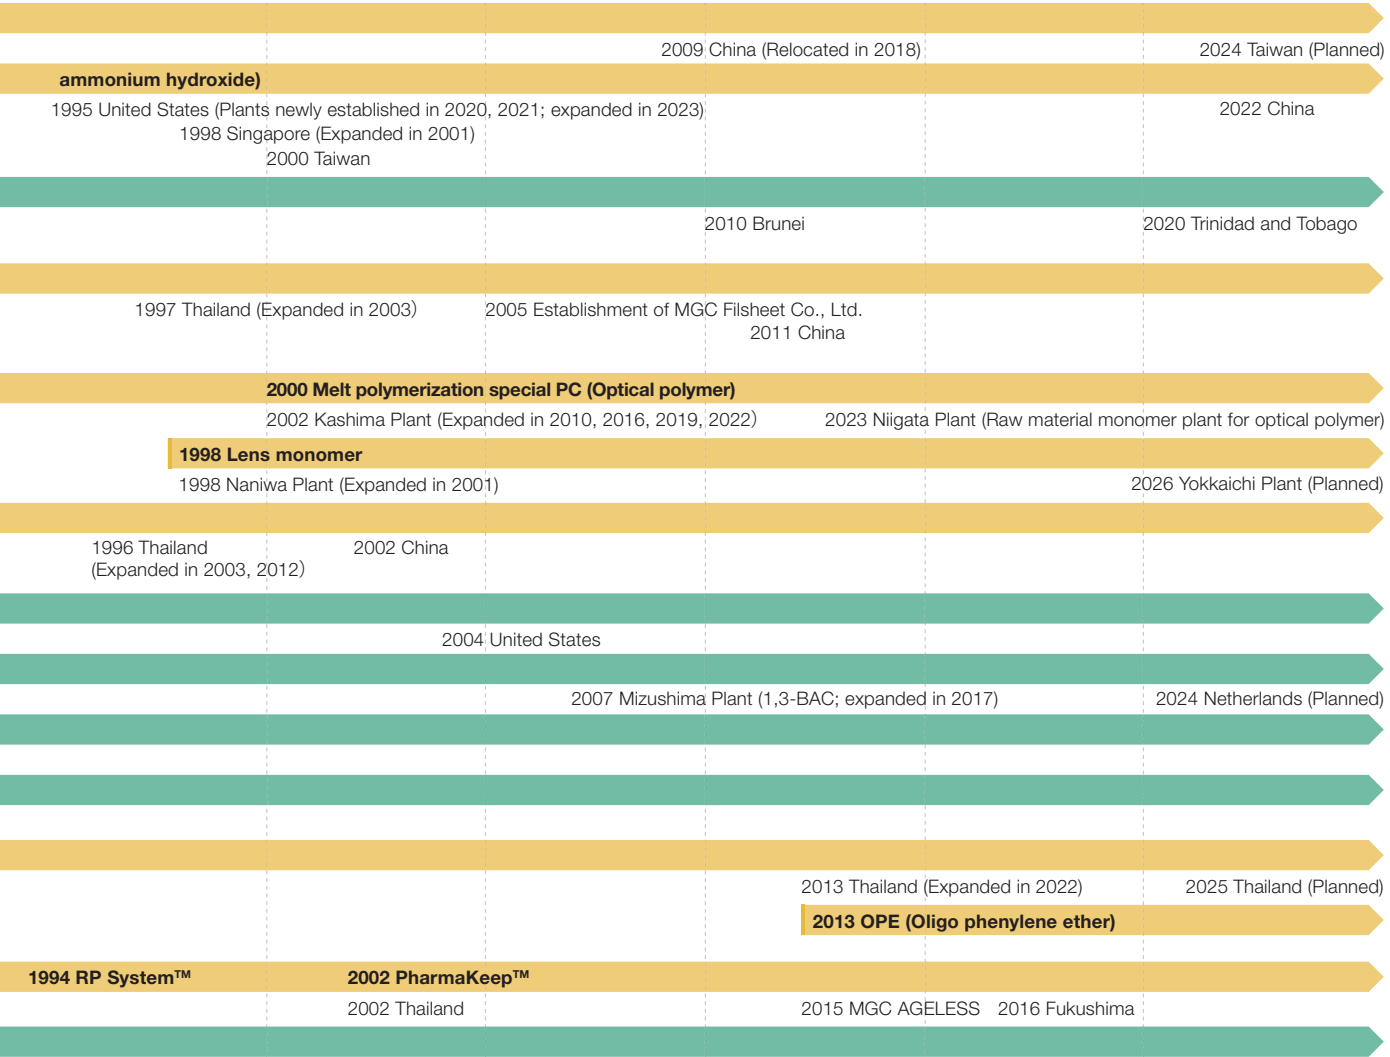 2009 China (Relocated in 2018)
2024 Taiwan (Planned)
ammonium hydroxide)
1995 United States (Plants newly established in 2020, 2021; expanded in 2023)
2022 China
1998 Singapore (Expanded in 2001)
2000 Taiwan
2010 Brunei
2020 Trinidad and Tobago
1997 Thailand (Expanded in 2003)
2005 Establishment of MGC Filsheet Co., Ltd.
2011 China
2000 Melt polymerization special PC (Optical polymer)
2002 Kashima Plant (Expanded in 2010, 2016, 2019, 2022)
2023 Niigata Plant (Raw material monomer plant for optical polymer)
1998 Lens monomer
1998 Naniwa Plant (Expanded in 2001)
2026 Yokkaichi Plant (Planned)
1996 Thailand
(Expanded in 2003, 2012)
2002 China
2004 United States
2007 Mizushima Plant (1,3-BAC; expanded in 2017)
2024 Netherlands (Planned)
2013 Thailand (Expanded in 2022)
2025 Thailand (Planned)
2013 OPE (Oligo phenylene ether)
1994 RP System™
2002 PharmaKeep™
2002 Thailand
2015 MGC AGELESS
2016 Fukushima